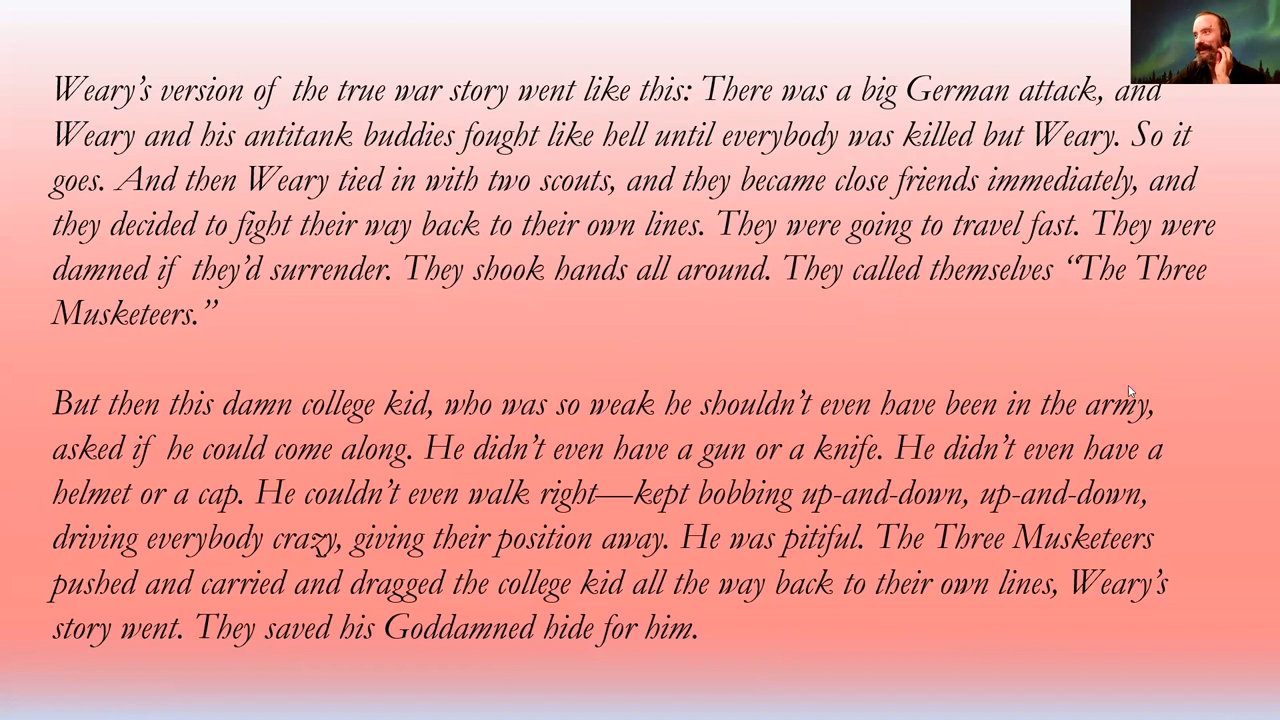 Weary’s version of the true war story went like this: There was a big German attack, and
Weary and his antitank buddies fought like hell until everybody was killed but Weary. So it
goes. And then Weary tied in with two scouts, and they became close friends immediately, and
they decided to fight their way back to their own lines. They were going to travel fast. They were
damned if they’d surrender. They shook hands all around. They called themselves “The Three
Musketeers.”
But then this damn college kid, who was so weak he shouldn’t even have been in the army,
asked if he could come along. He didn’t even have a gun or a knife. He didn’t even have a
helmet or a cap. He couldn’t even walk right—kept bobbing up-and-down, up-and-down,
driving everybody crazy, giving their position away. He was pitiful. The Three Musketeers
pushed and carried and dragged the college kid all the way back to their own lines, Weary’s
story went. They saved his Goddamned hide for him.